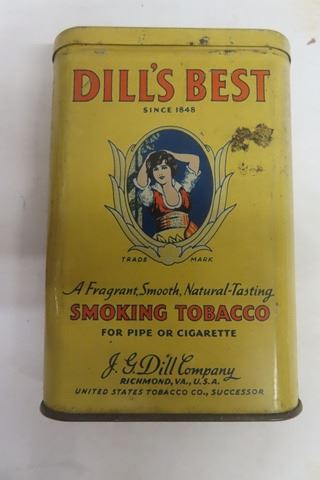 DILL'S BEST
SINCE 1848
TRADE MARK
A Fragrant, Smooth, Natural-Tasting
SMOKING TOBACCO
FOR PIPE OR CIGARETTE
J. G. Dill Company
RICHMOND, VA., U.S.A.
UNITED STATES TOBACCO CO., SUCCESSOR